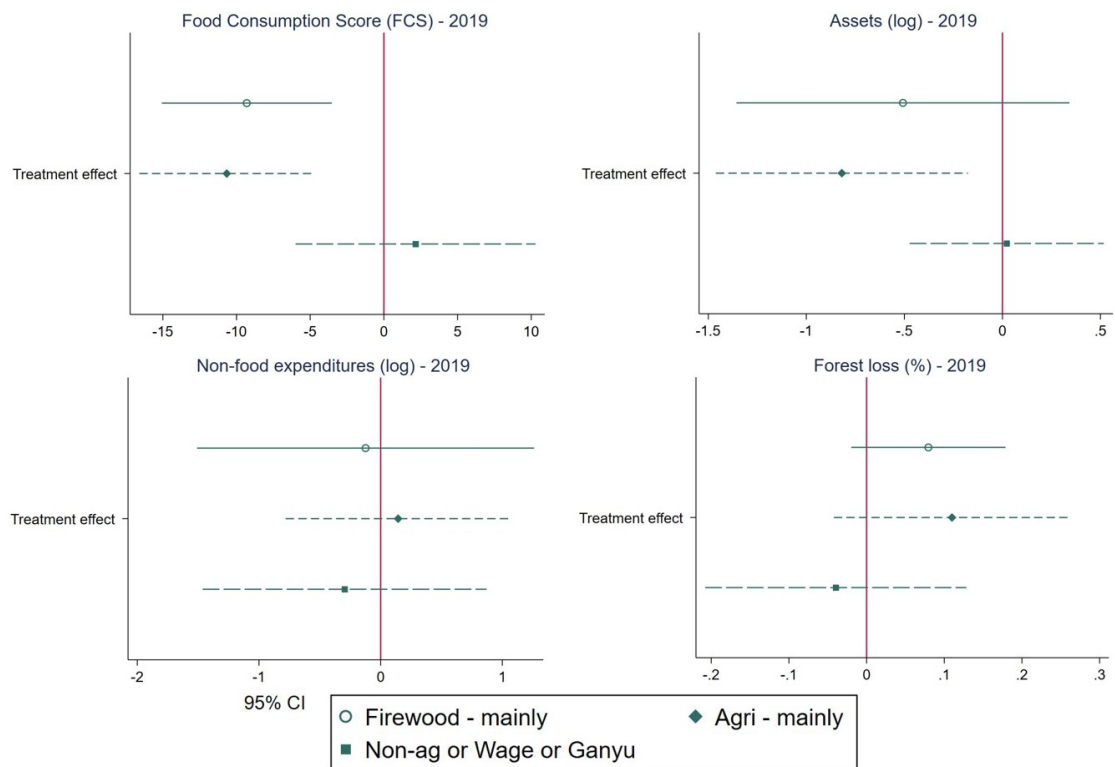 Food Consumption Score (FCS) - 2019
Treatment effect
-15 -10 -5 0 5 10
Assets (log) - 2019
Treatment effect
-1.5 -1 -.5 0 .5
Non-food expenditures (log) - 2019
Treatment effect
-2 -1 0 1
Forest loss (%) - 2019
Treatment effect
-.2 -.1 0 .1 .2 .3
95% CI
Firewood - mainly
Agri - mainly
Non-ag or Wage or Ganyu